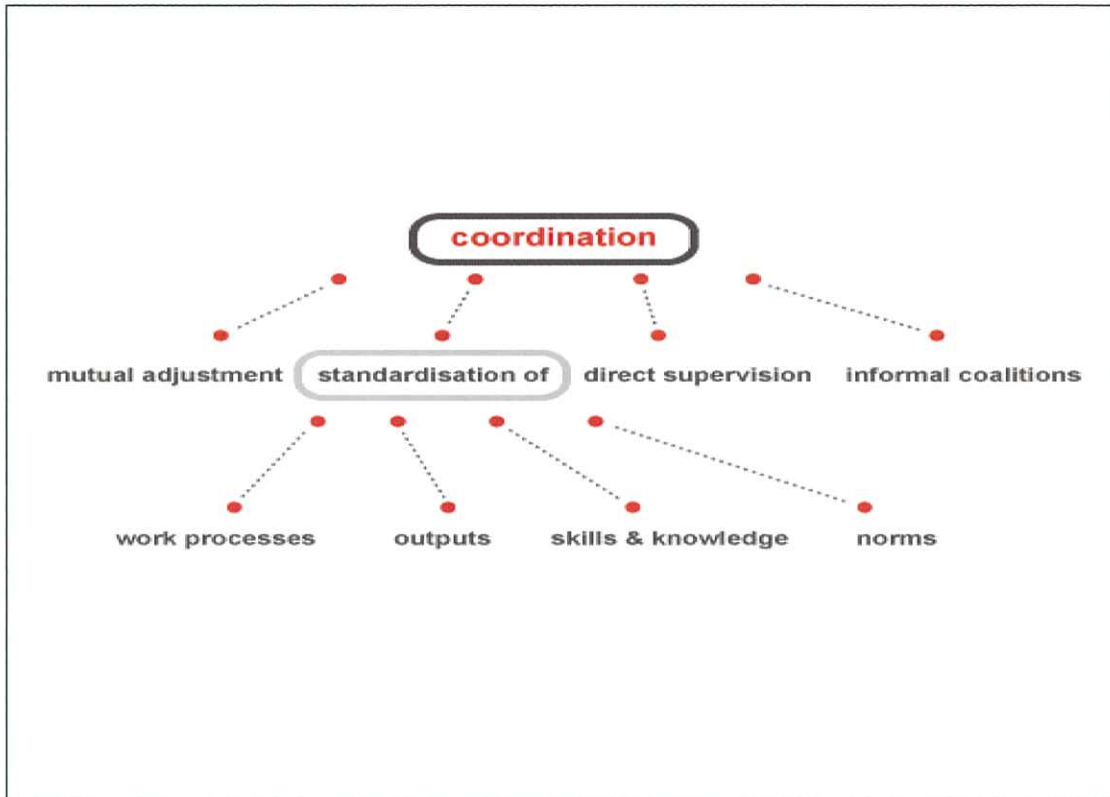 coordination
mutual adjustment standardisation of direct supervision informal coalitions
work processes outputs skills & knowledge norms